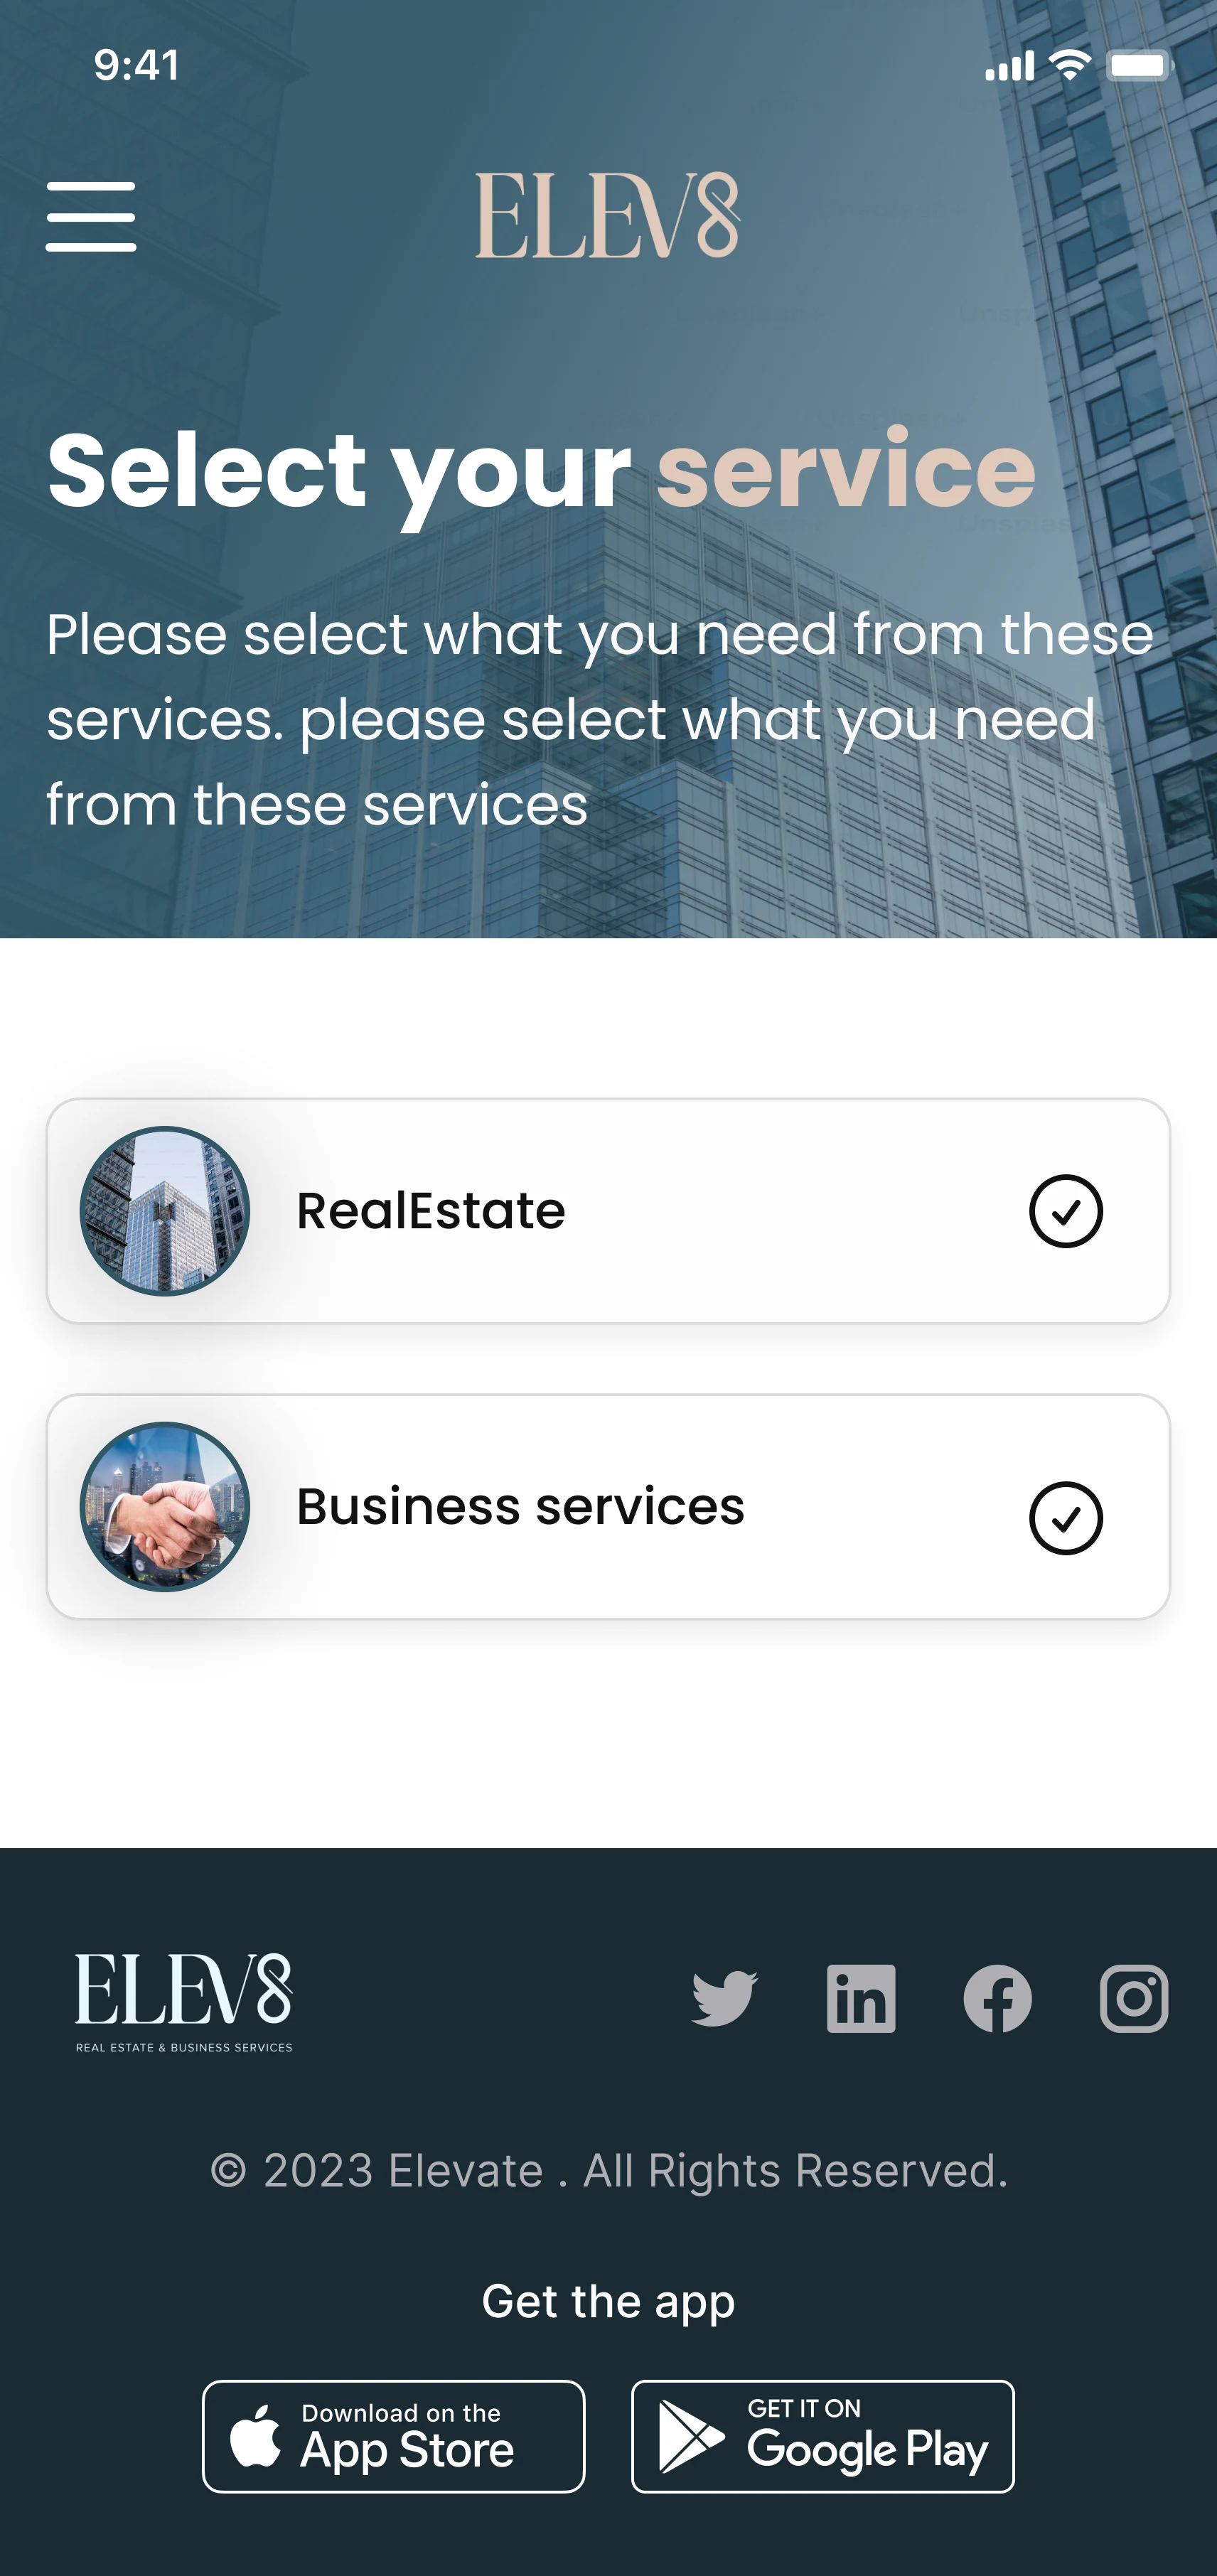 9:41
ELEV8
Select your service
Please select what you need from these
services. please select what you need
from these services
RealEstate
Business services
ELEV8
REAL ESTATE & BUSINESS SERVICES
© 2023 Elevate . All Rights Reserved.
Get the app
Download on the
App Store
GET IT ON
Google Play